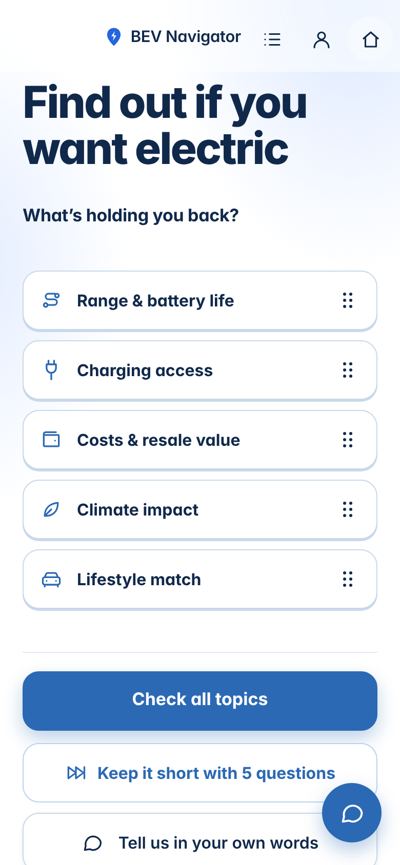 BEV Navigator
Find out if you
want electric
What’s holding you back?
Range & battery life
Charging access
Costs & resale value
Climate impact
Lifestyle match
Check all topics
Keep it short with 5 questions
Tell us in your own words